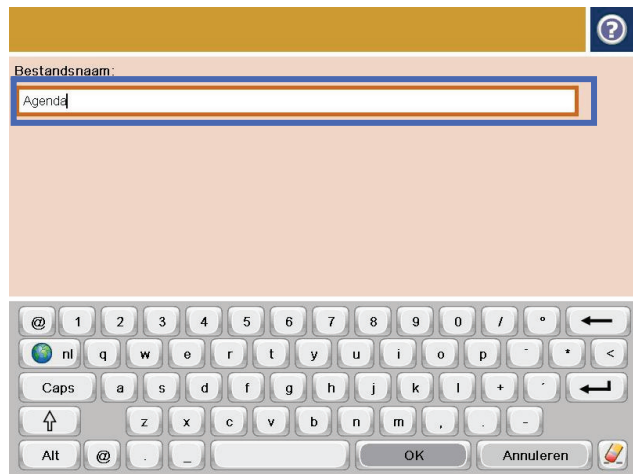 ?
Bestandsnaam:
Agenda
@ 1 2 3 4 5 6 7 8 9 0 / °
nl q w e r t y u i o p ¨ * <
Caps a s d f g h j k l + ´
z x c v b n m , . -
Alt @ . _ OK Annuleren